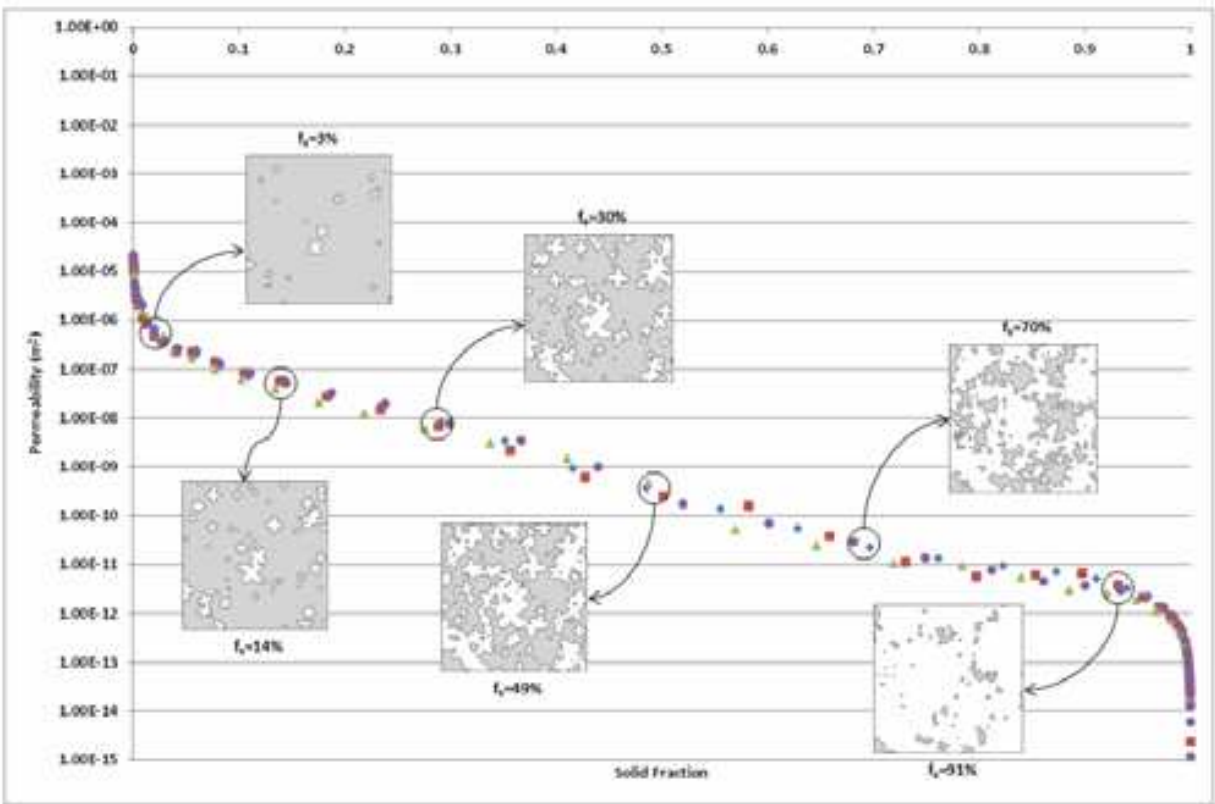 1.00E+00
0 0.1 0.2 0.3 0.4 0.5 0.6 0.7 0.8 0.9 1
1.00E-01
1.00E-02
fs=3%
1.00E-03
1.00E-04
fs=30%
1.00E-05
1.00E-06
fs=70%
1.00E-07
Permeability (m²)
1.00E-08
1.00E-09
1.00E-10
1.00E-11
1.00E-12
fs=14%
1.00E-13
fs=49%
1.00E-14
1.00E-15
Solid Fraction
fs=91%